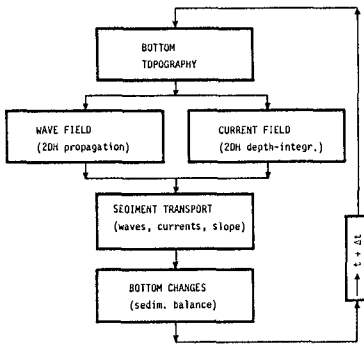 BOTTOM
TOPOGRAPHY
WAVE FIELD
(2DH propagation)
CURRENT FIELD
(2DH depth-integr.)
SEDIMENT TRANSPORT
(waves, currents, slope)
BOTTOM CHANGES
(sedim. balance)
t + Δt